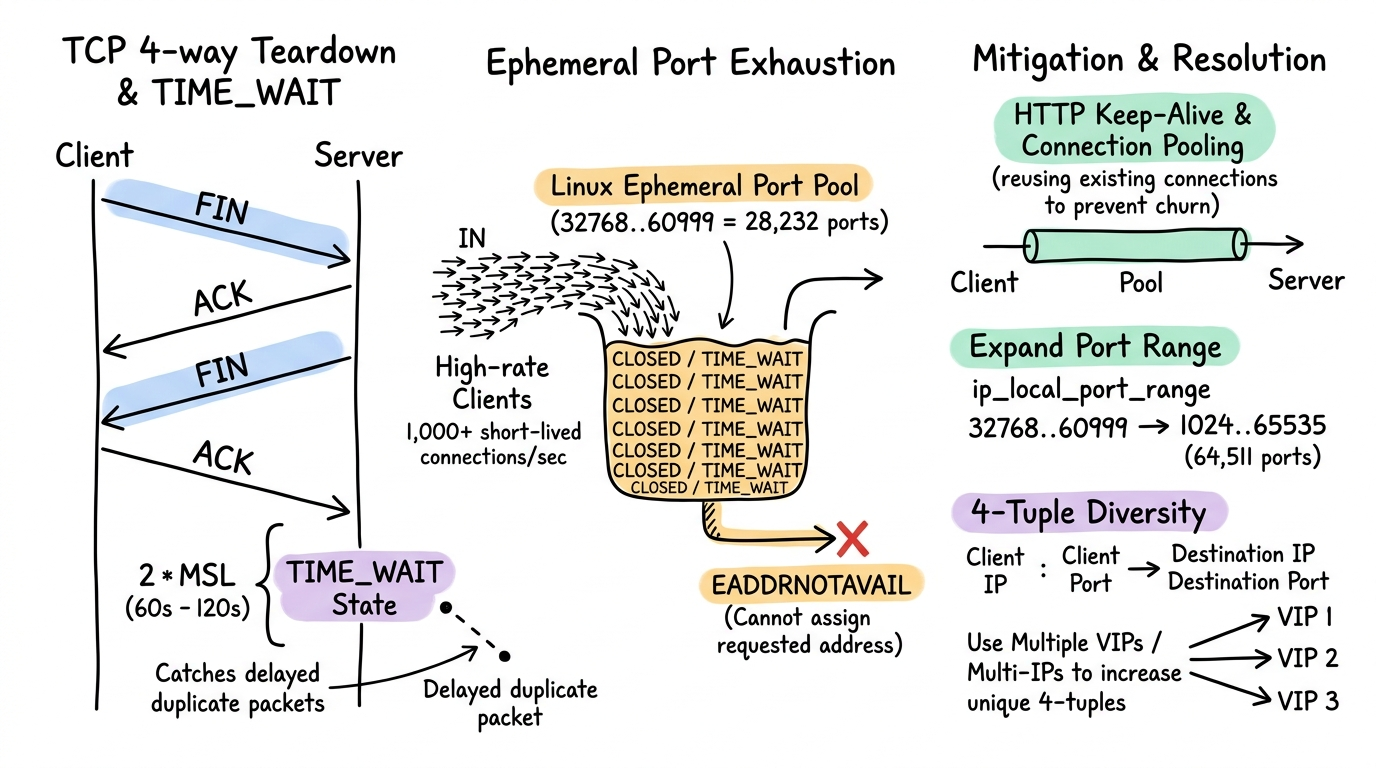 TCP 4-way Teardown
& TIME_WAIT
Client
Server
FIN
ACK
FIN
ACK
2 * MSL
(60s - 120s)
TIME_WAIT
State
Catches delayed
duplicate packets
Delayed duplicate
packet
Ephemeral Port Exhaustion
Linux Ephemeral Port Pool
(32768..60999 = 28,232 ports)
IN
High-rate
Clients
1,000+ short-lived
connections/sec
CLOSED / TIME_WAIT
CLOSED / TIME_WAIT
CLOSED / TIME_WAIT
CLOSED / TIME_WAIT
CLOSED / TIME_WAIT
CLOSED / TIME_WAIT
CLOSED / TIME_WAIT
EADDRNOTAVAIL
(Cannot assign
requested address)
Mitigation & Resolution
HTTP Keep-Alive &
Connection Pooling
(reusing existing connections
to prevent churn)
Client
Pool
Server
Expand Port Range
ip_local_port_range
32768..60999 → 1024..65535
(64,511 ports)
4-Tuple Diversity
Client IP : Client Port → Destination IP Destination Port
Use Multiple VIPs /
Multi-IPs to increase
unique 4-tuples
VIP 1
VIP 2
VIP 3